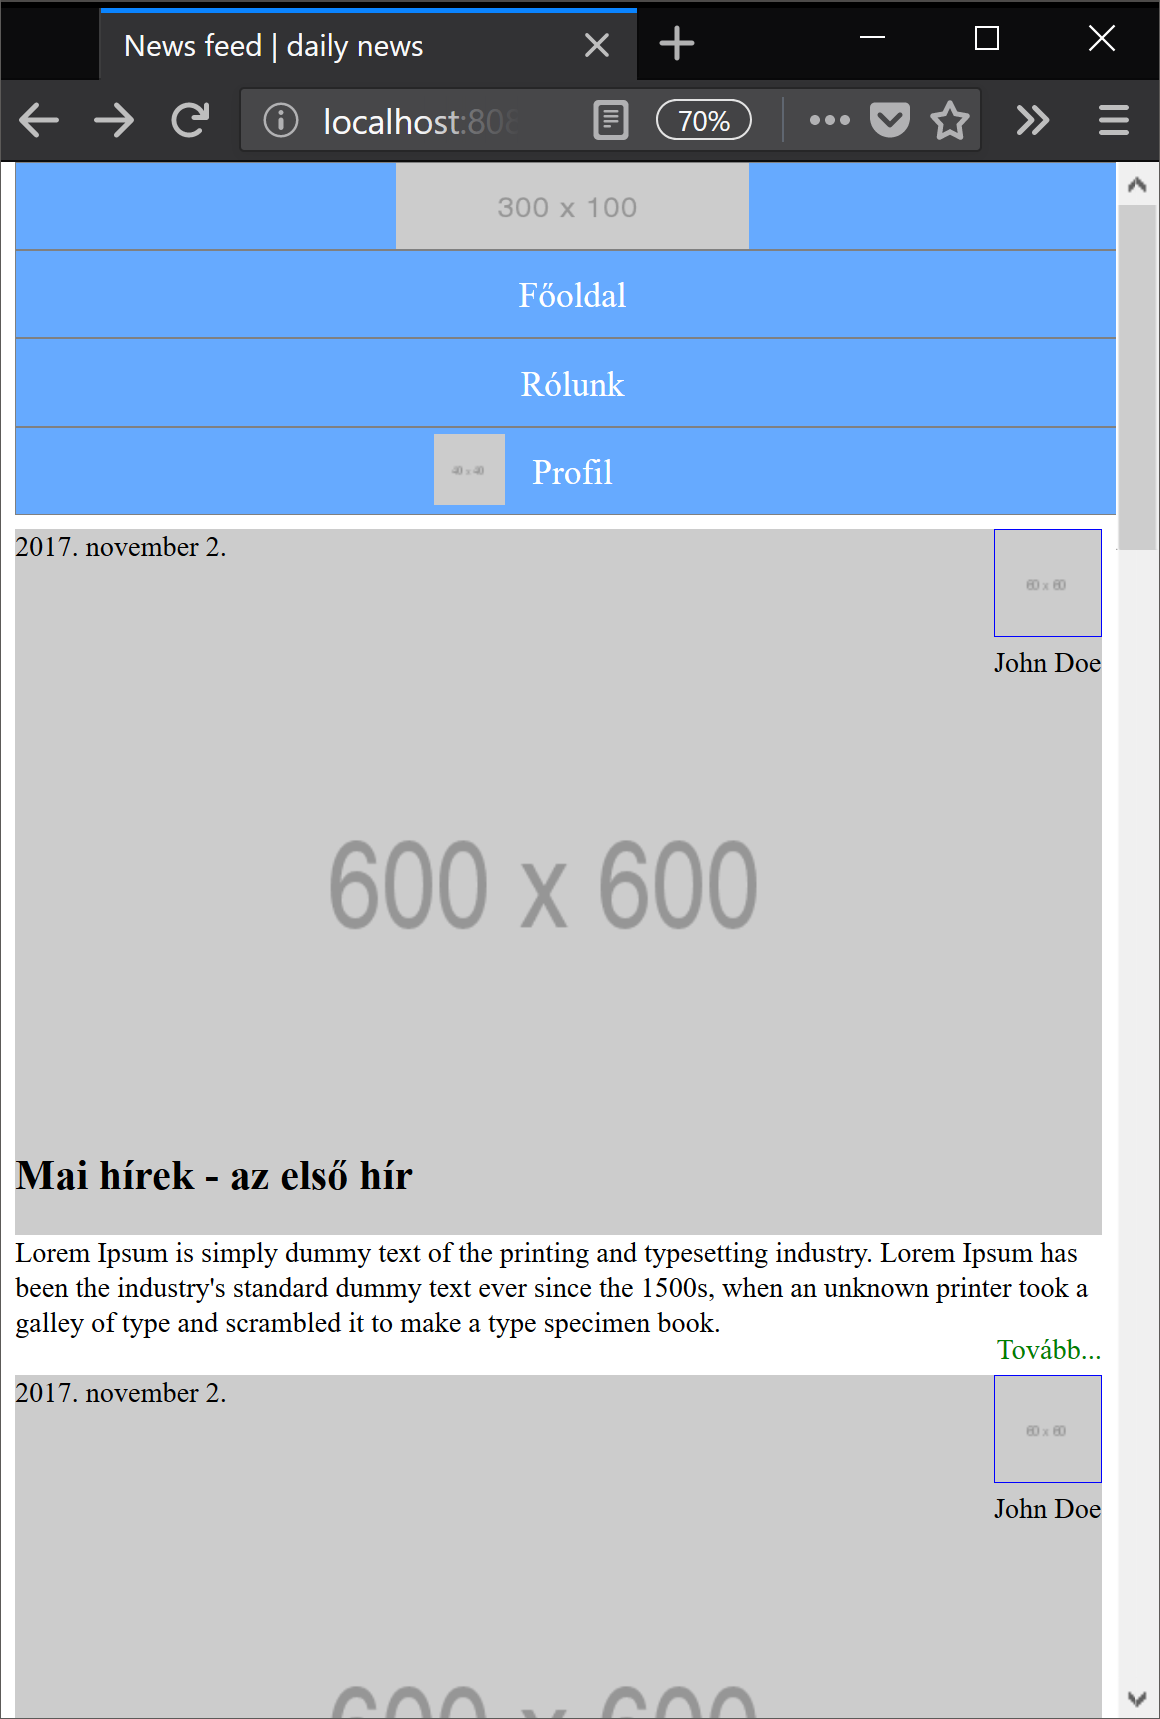 News feed | daily news
localhost:808
70%
300 x 100
Főoldal
Rólunk
40 x 40
Profil
2017. november 2.
60 x 60
John Doe
600 x 600
Mai hírek - az első hír
Lorem Ipsum is simply dummy text of the printing and typesetting industry. Lorem Ipsum has
been the industry's standard dummy text ever since the 1500s, when an unknown printer took a
galley of type and scrambled it to make a type specimen book.
Tovább...
2017. november 2.
60 x 60
John Doe
600 x 600